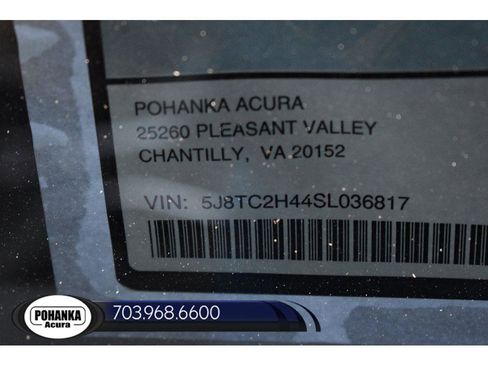 POHANKA ACURA
25260 PLEASANT VALLEY
CHANTILLY, VA 20152
VIN: 5J8TC2H44SL036817
POHANKA
Acura
703.968.6600